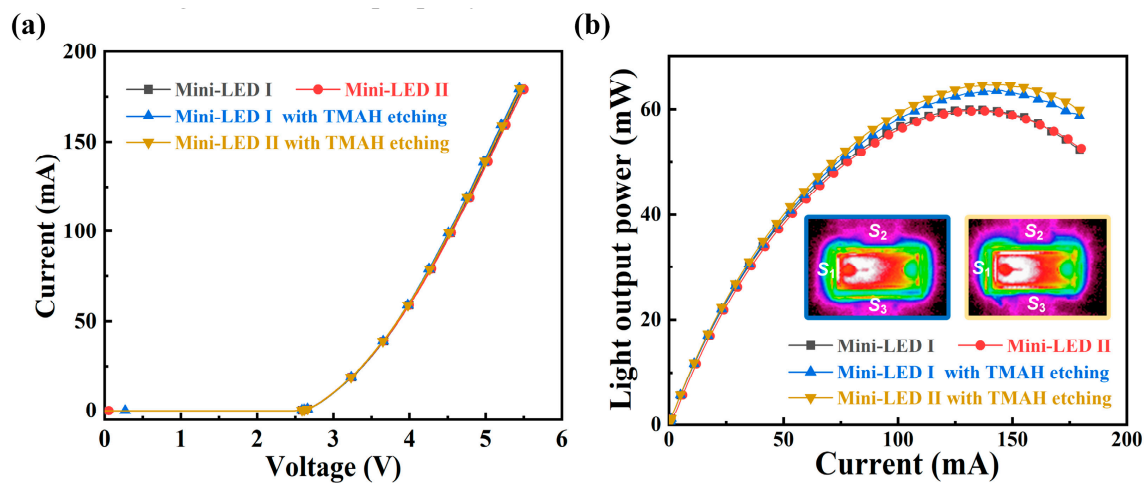 (a)
200
150
100
50
0
Current (mA)
Mini-LED I
Mini-LED II
Mini-LED I with TMAH etching
Mini-LED II with TMAH etching
0 1 2 3 4 5 6
Voltage (V)
(b)
60
40
20
0
Light output power (mW)
S1 S2 S3
S1 S2 S3
Mini-LED I
Mini-LED II
Mini-LED I with TMAH etching
Mini-LED II with TMAH etching
50 100 150 200
Current (mA)